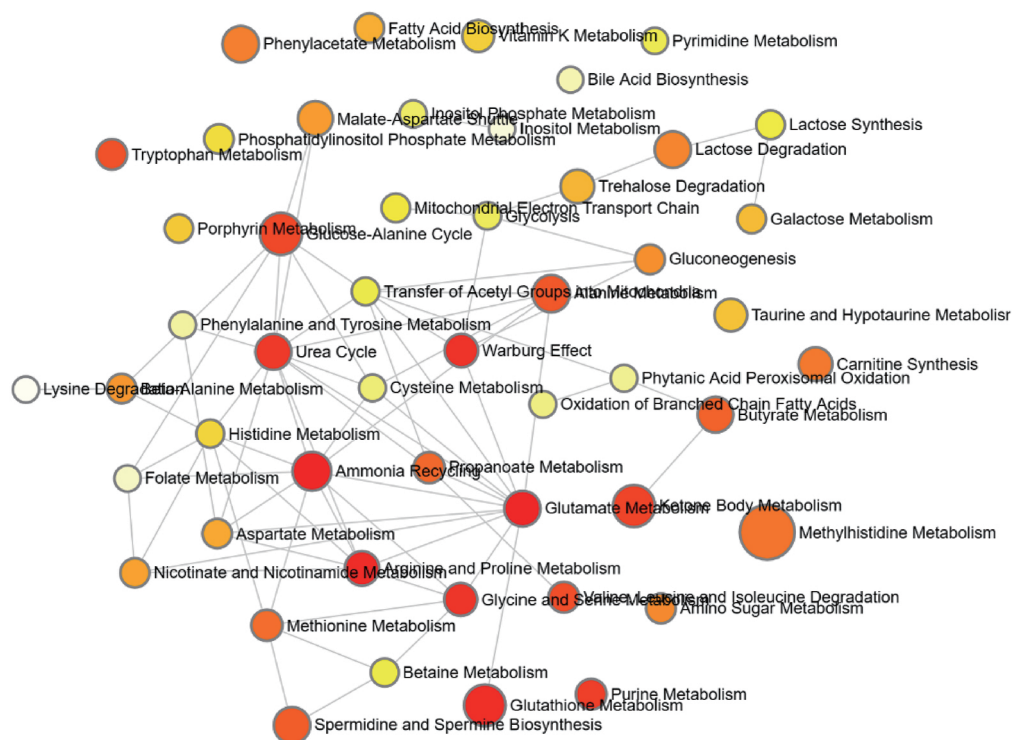 Fatty Acid Biosynthesis
Vitamin K Metabolism
Phenylacetate Metabolism
Pyrimidine Metabolism
Bile Acid Biosynthesis
Inositol Phosphate Metabolism
Malate-Aspartate Shuttle
Inositol Metabolism
Lactose Synthesis
Phosphatidylinositol Phosphate Metabolism
Lactose Degradation
Tryptophan Metabolism
Trehalose Degradation
Mitochondrial Electron Transport Chain
Glycolysis
Galactose Metabolism
Porphyrin Metabolism
Glucose-Alanine Cycle
Gluconeogenesis
Transfer of Acetyl Groups into Mitochondria
Alanine Metabolism
Taurine and Hypotaurine Metabolisr
Phenylalanine and Tyrosine Metabolism
Urea Cycle
Warburg Effect
Carnitine Synthesis
Phytanic Acid Peroxisomal Oxidation
Lysine Degradation
Beta-Alanine Metabolism
Cysteine Metabolism
Oxidation of Branched Chain Fatty Acids
Butyrate Metabolism
Histidine Metabolism
Ammonia Recycling
Propanoate Metabolism
Folate Metabolism
Glutamate Metabolism
Ketone Body Metabolism
Methylhistidine Metabolism
Aspartate Metabolism
Arginine and Proline Metabolism
Nicotinate and Nicotinamide Metabolism
Glycine and Serine Metabolism
Valine, Leucine and Isoleucine Degradation
Amino Sugar Metabolism
Methionine Metabolism
Betaine Metabolism
Purine Metabolism
Glutathione Metabolism
Spermidine and Spermine Biosynthesis